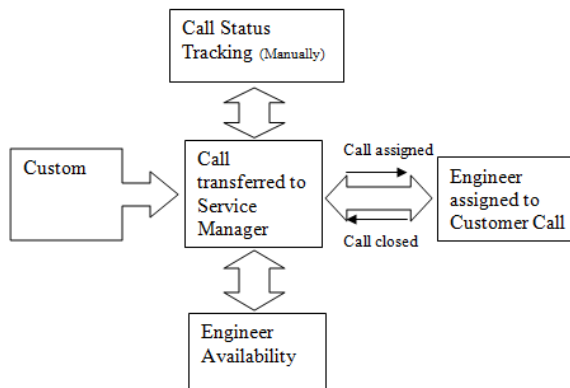 Call Status
Tracking (Manually)
Custom
Call
transferred to
Service
Manager
Call assigned
Call closed
Engineer
assigned to
Customer Call
Engineer
Availability